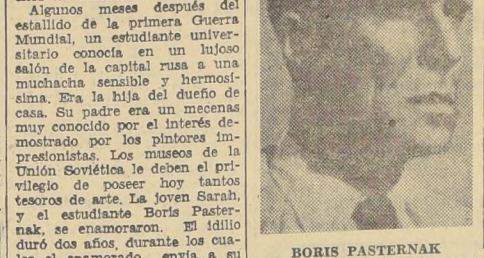 Algunos meses después del
estallido de la primera Guerra
Mundial, un estudiante univer-
sitario conocía en un lujoso
salón de la capital rusa a una
muchacha sensible y hermosí-
sima. Era la hija del dueño de
casa. Su padre era un mecenas
muy conocido por el interés de-
mostrado por los pintores im-
presionistas. Los museos de la
Unión Soviética le deben el pri-
vilegio de poseer hoy tantos
tesoros de arte. La joven Sarah,
y el estudiante Boris Paster-
nak, se enamoraron. El idilio
duró dos años, durante los cua-
el enamorado envía a su
BORIS PASTERNAK